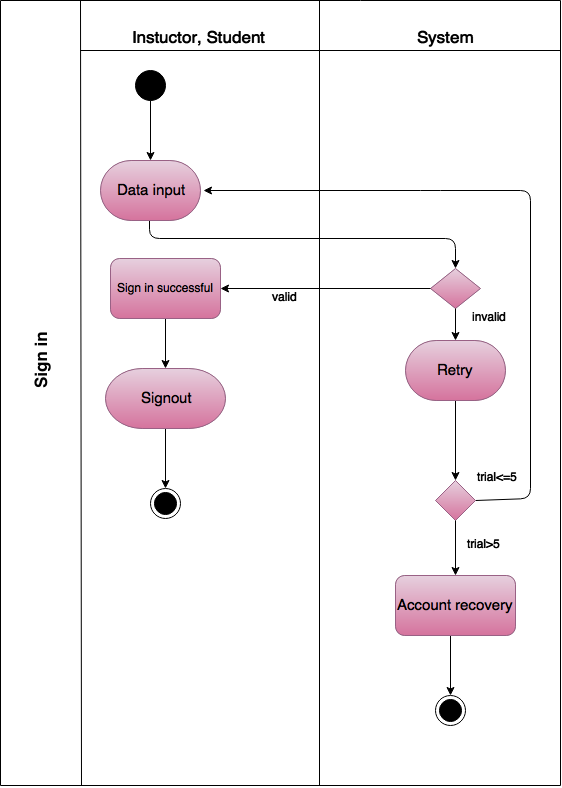 Instuctor, Student
System
Data input
Sign in successful
valid
invalid
Sign in
Retry
Signout
trial<=5
trial>5
Account recovery